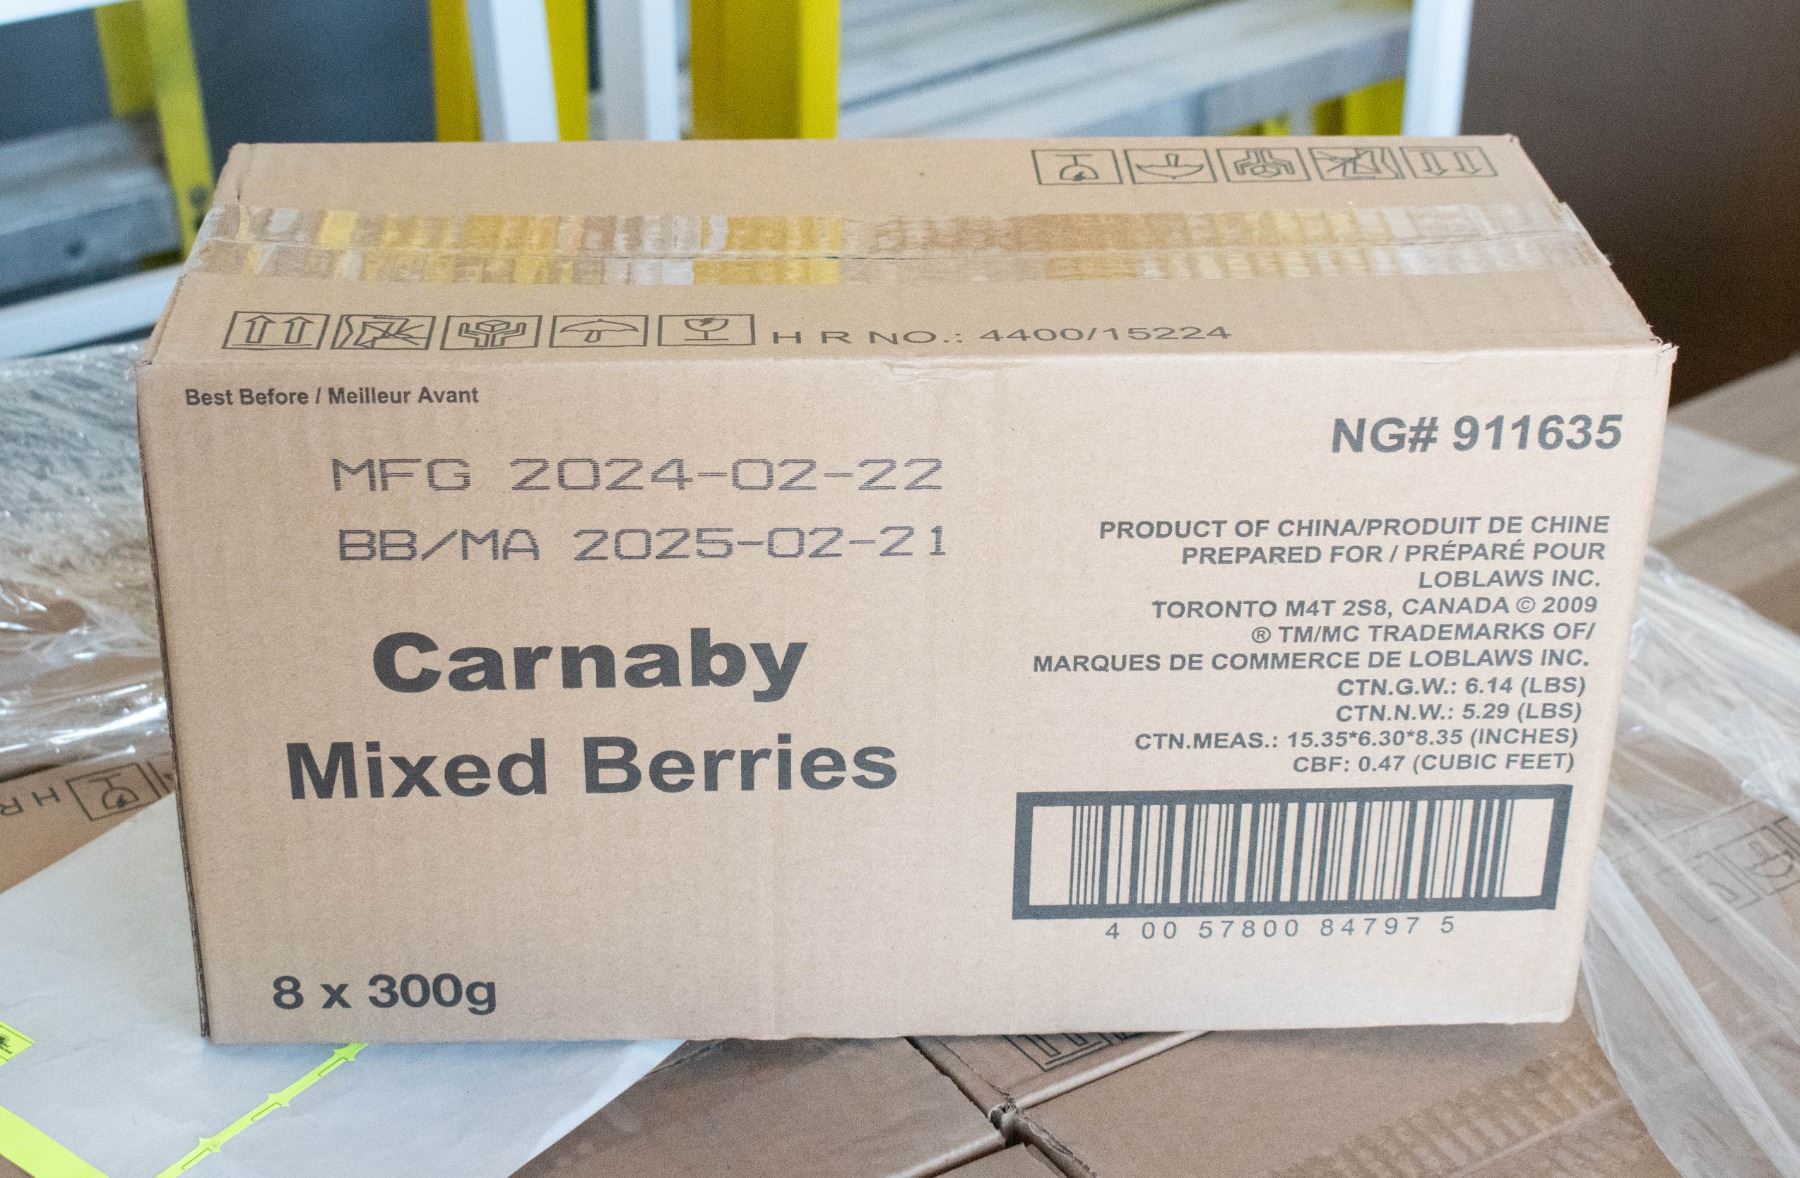 H R NO.: 4400/15224
Best Before / Meilleur Avant
MFG 2024-02-22
BB/MA 2025-02-21
Carnaby
Mixed Berries
8 x 300g
NG# 911635
PRODUCT OF CHINA/PRODUIT DE CHINE
PREPARED FOR / PRÉPARÉ POUR
LOBLAWS INC.
TORONTO M4T 2S8, CANADA © 2009
® TM/MC TRADEMARKS OF/
MARQUES DE COMMERCE DE LOBLAWS INC.
CTN.G.W.: 6.14 (LBS)
CTN.N.W.: 5.29 (LBS)
CTN.MEAS.: 15.35*6.30*8.35 (INCHES)
CBF: 0.47 (CUBIC FEET)
4 00 57800 84797 5
H R